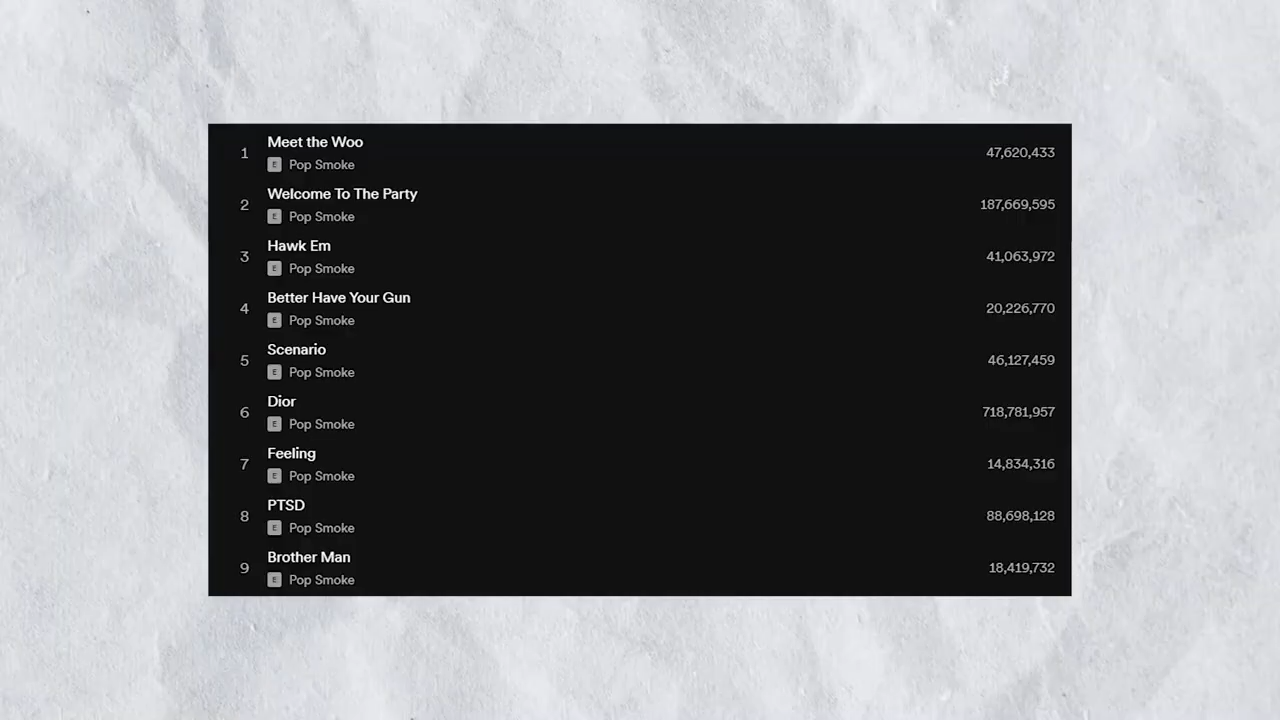 1 Meet the Woo 47,620,433
E Pop Smoke
2 Welcome To The Party 187,669,595
E Pop Smoke
3 Hawk Em 41,063,972
E Pop Smoke
4 Better Have Your Gun 20,226,770
E Pop Smoke
5 Scenario 46,127,459
E Pop Smoke
6 Dior 718,781,957
E Pop Smoke
7 Feeling 14,834,316
E Pop Smoke
8 PTSD 88,698,128
E Pop Smoke
9 Brother Man 18,419,732
E Pop Smoke